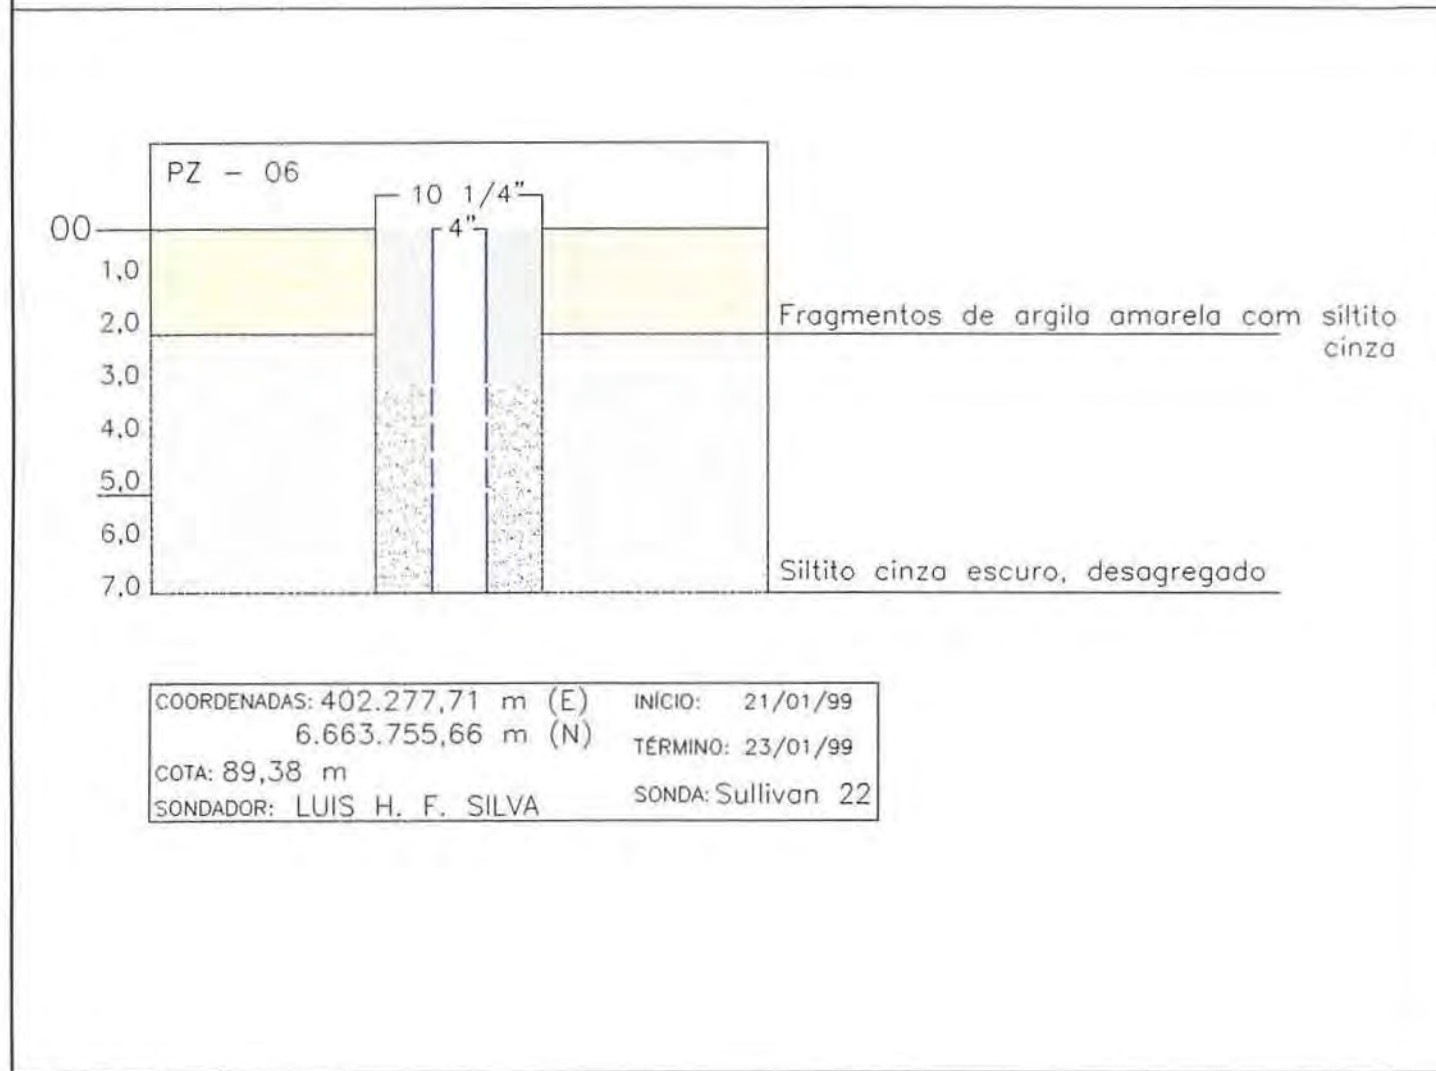 PZ - 06
10 1/4"
4"
00
1,0
2,0
3,0
4,0
5,0
6,0
7,0
Fragmentos de argila amarela com siltito
cinza
Siltito cinza escuro, desagregado
COORDENADAS: 402.277,71 m (E)
6.663.755,66 m (N)
COTA: 89,38 m
SONDADOR: LUIS H. F. SILVA
INÍCIO: 21/01/99
TÉRMINO: 23/01/99
SONDA: Sullivan 22